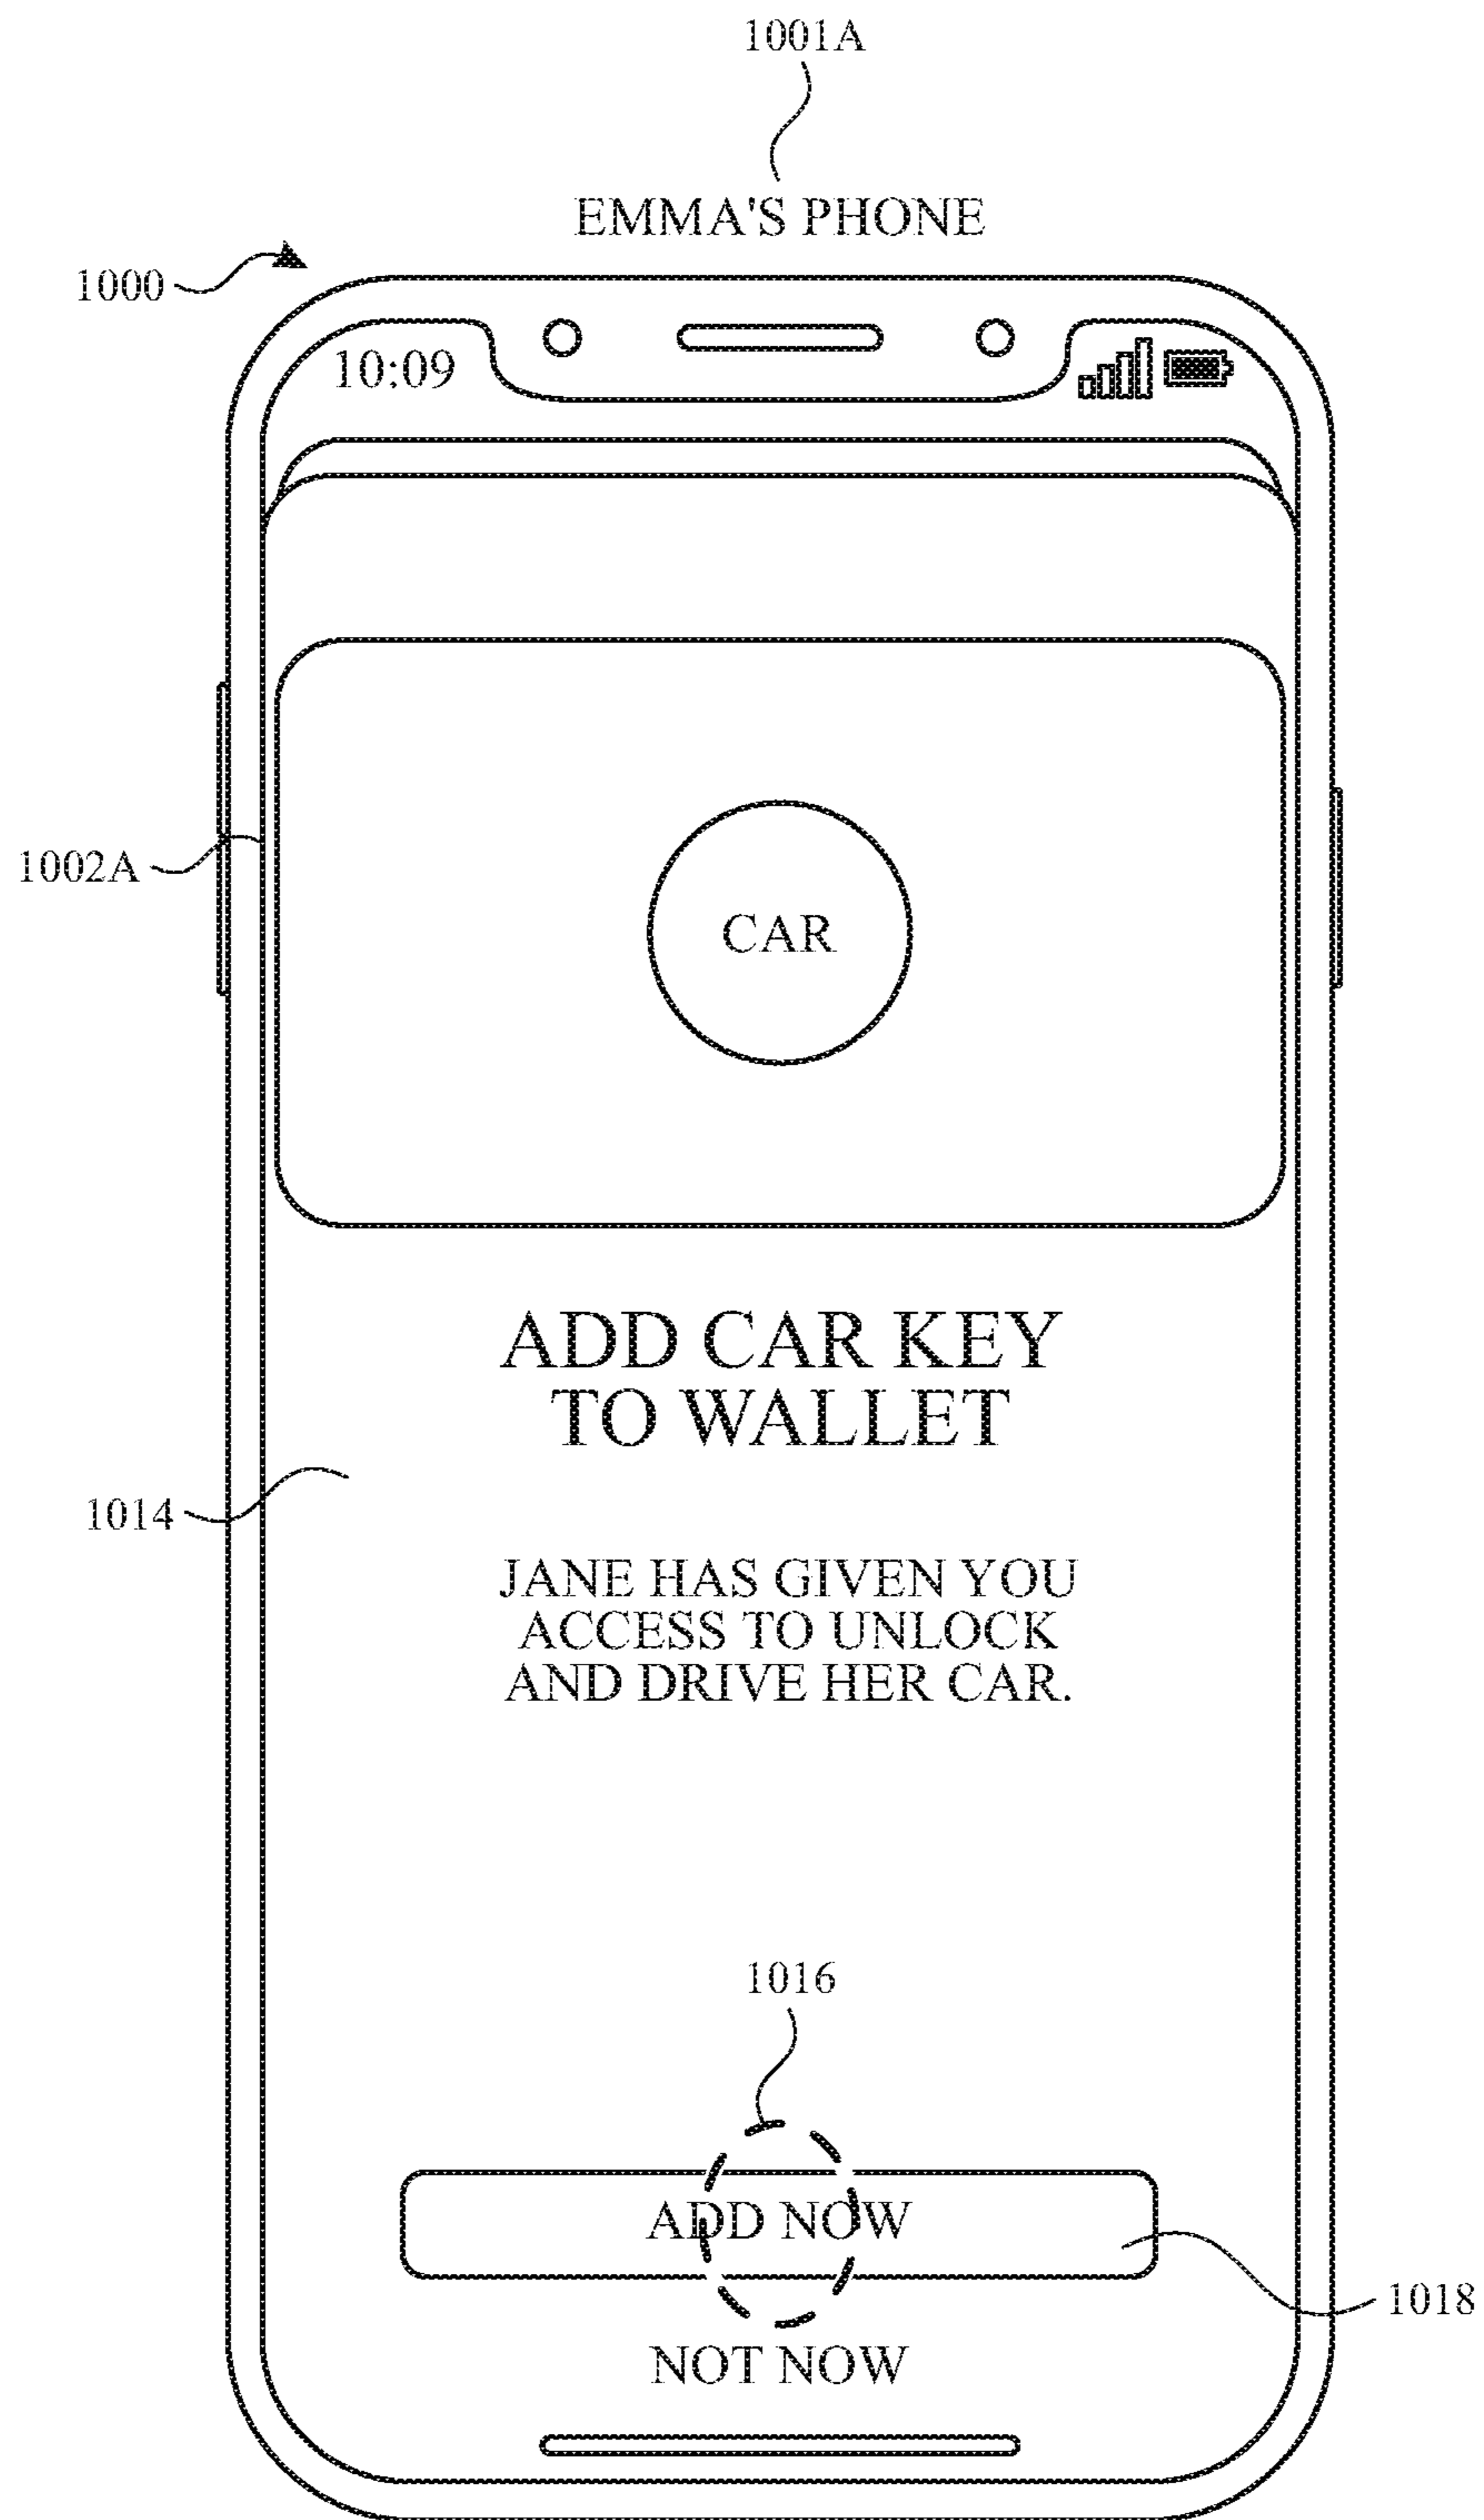 1001A
EMMA'S PHONE
1000
10:09
1002A
CAR
ADD CAR KEY
TO WALLET
1014
JANE HAS GIVEN YOU
ACCESS TO UNLOCK
AND DRIVE HER CAR.
1016
ADD NOW
1018
NOT NOW